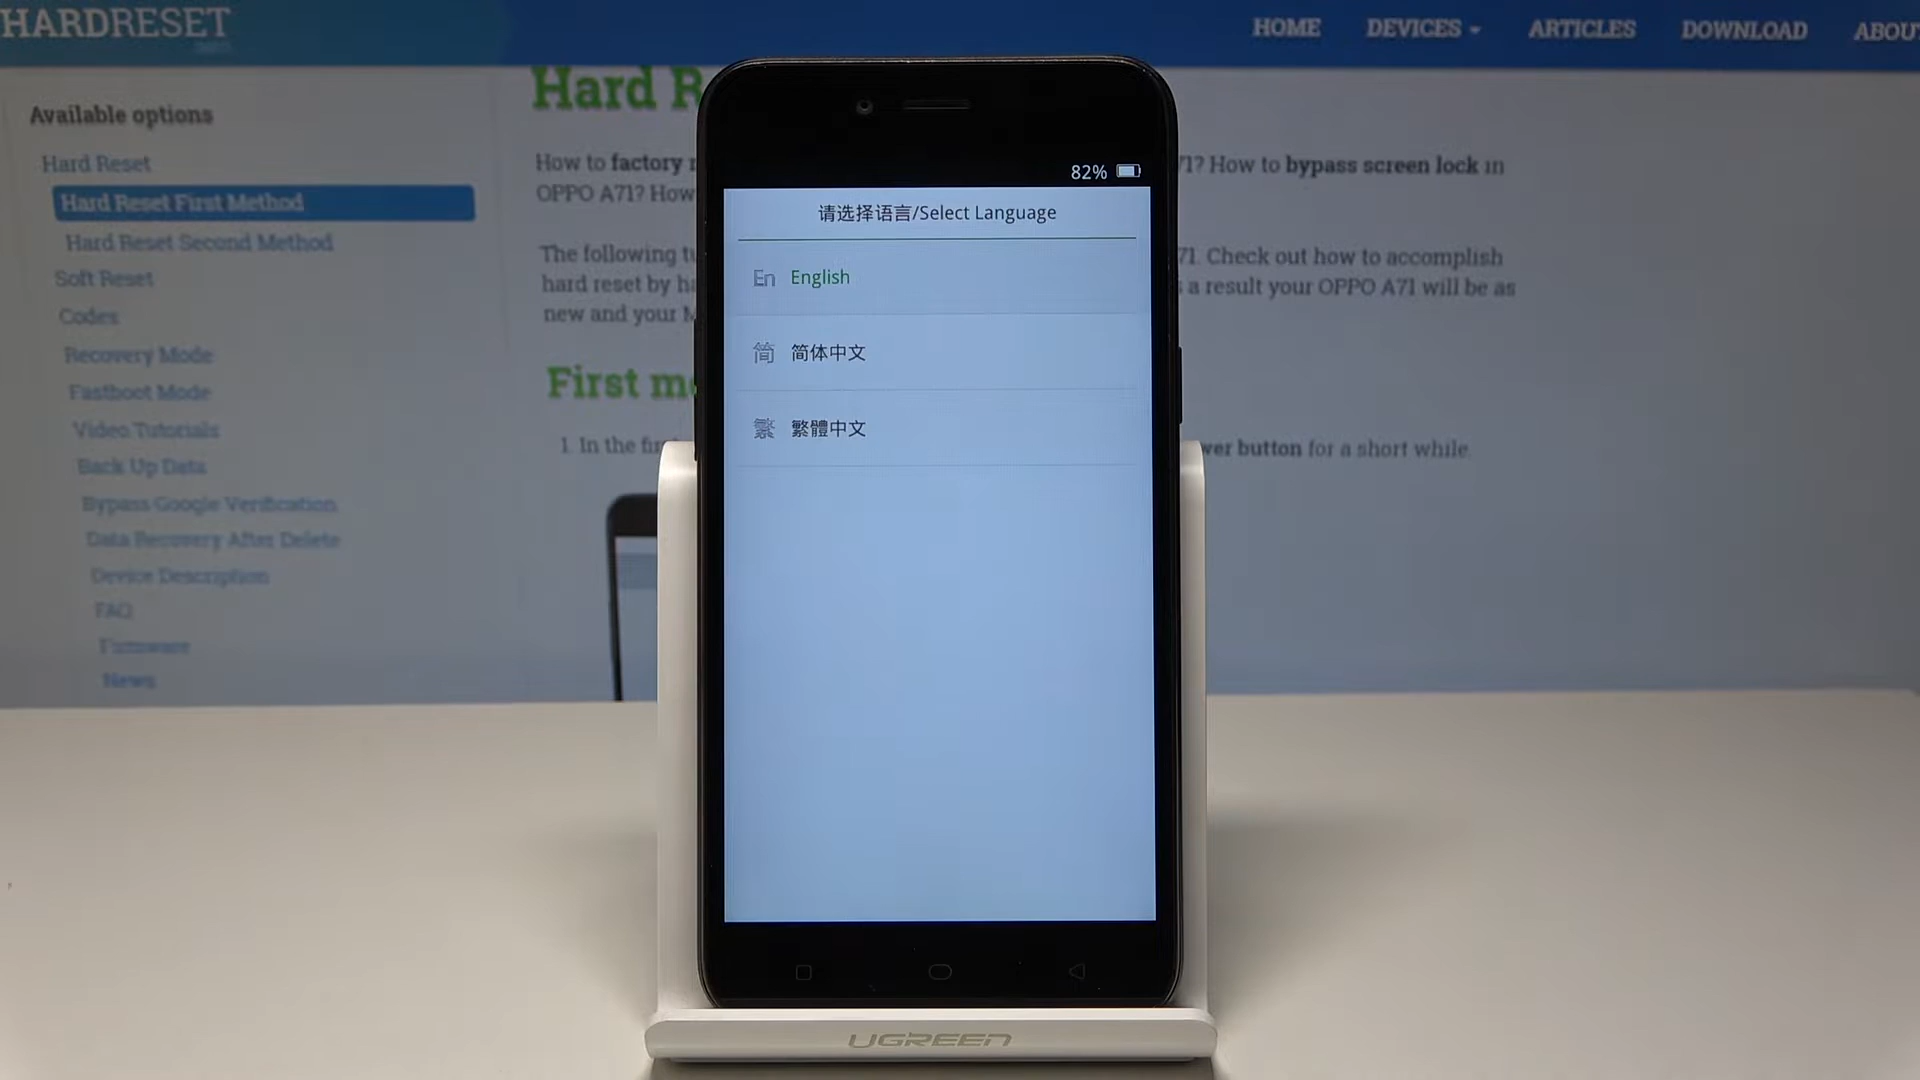 HARDRESET
HOME DEVICES ARTICLES DOWNLOAD ABOU
Available options
Hard Reset
Hard Reset First Method
Hard Reset Second Method
Soft Reset
Codes
Recovery Mode
Fastboot Mode
Video Tutorials
Back Up Data
Bypass Google Verification
Data Recovery After Delete
Device Description
FAQ
Firmware
News
Hard R
How to factory r 71? How to bypass screen lock in
OPPO A71? How
The following tu 71. Check out how to accomplish
hard reset by ha s a result your OPPO A71 will be as
new and your M
First me
1. In the fir wer button for a short while.
82%
请选择语言/Select Language
En English
简 简体中文
繁 繁體中文
UGREEN